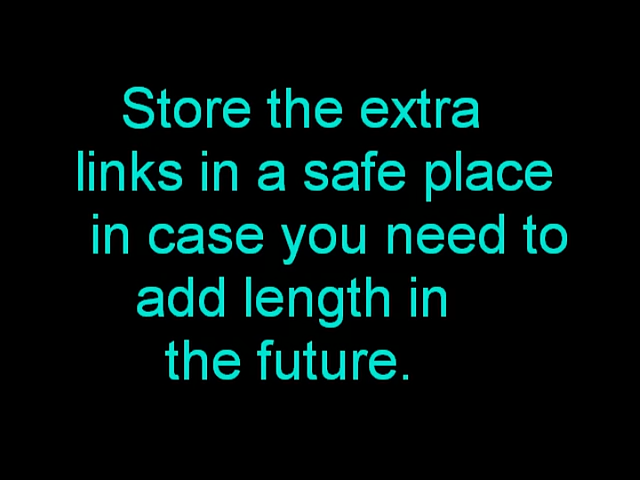 Store the extra
links in a safe place
in case you need to
add length in
the future.